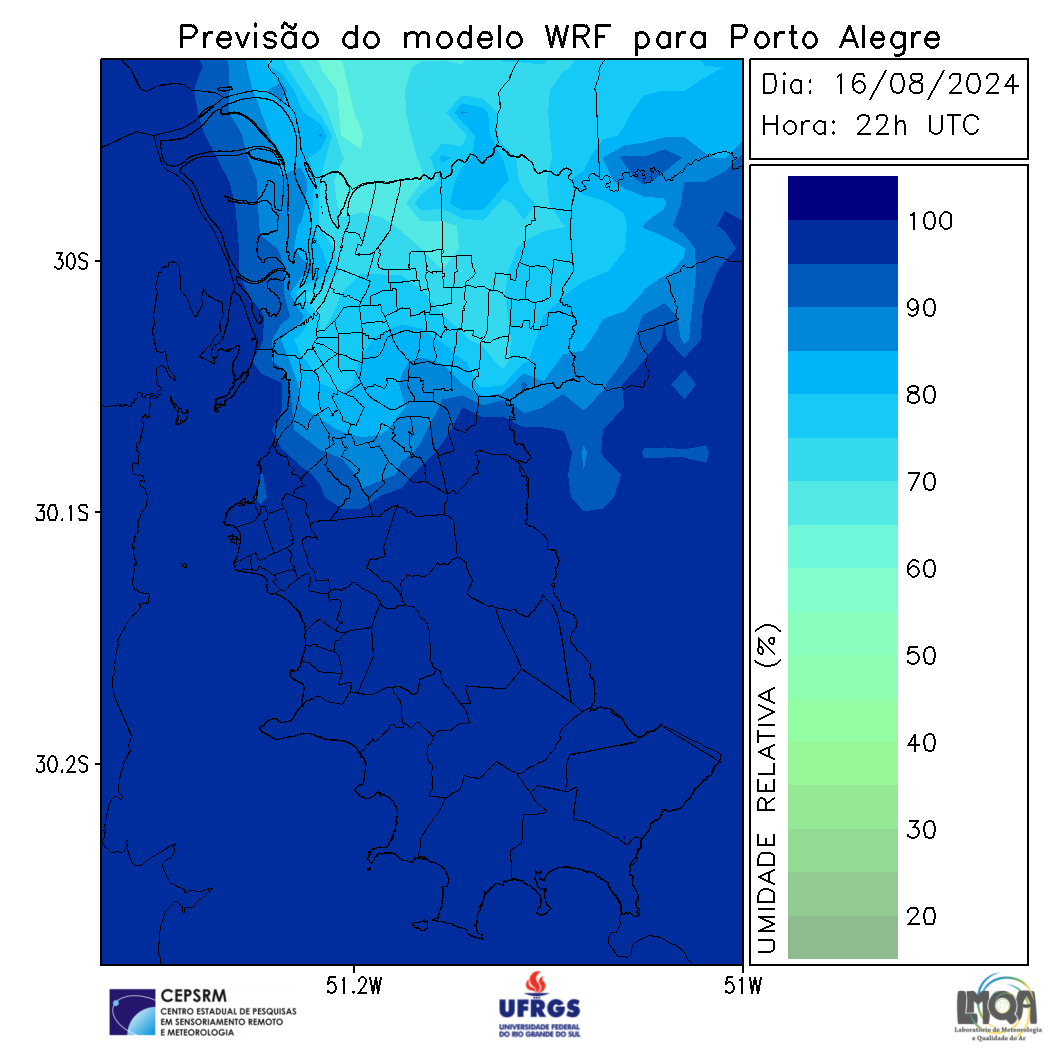 Previsão do modelo WRF para Porto Alegre
Dia: 16/08/2024
Hora: 22h UTC
30S
30.1S
30.2S
51.2W
51W
UMIDADE RELATIVA (%)
100
90
80
70
60
50
40
30
20
CEPSRM
CENTRO ESTADUAL DE PESQUISAS
EM SENSORIAMENTO REMOTO
E METEOROLOGIA
UFRGS
UNIVERSIDADE FEDERAL
DO RIO GRANDE DO SUL
LMQA
Laboratório de Meteorologia
e Qualidade do Ar